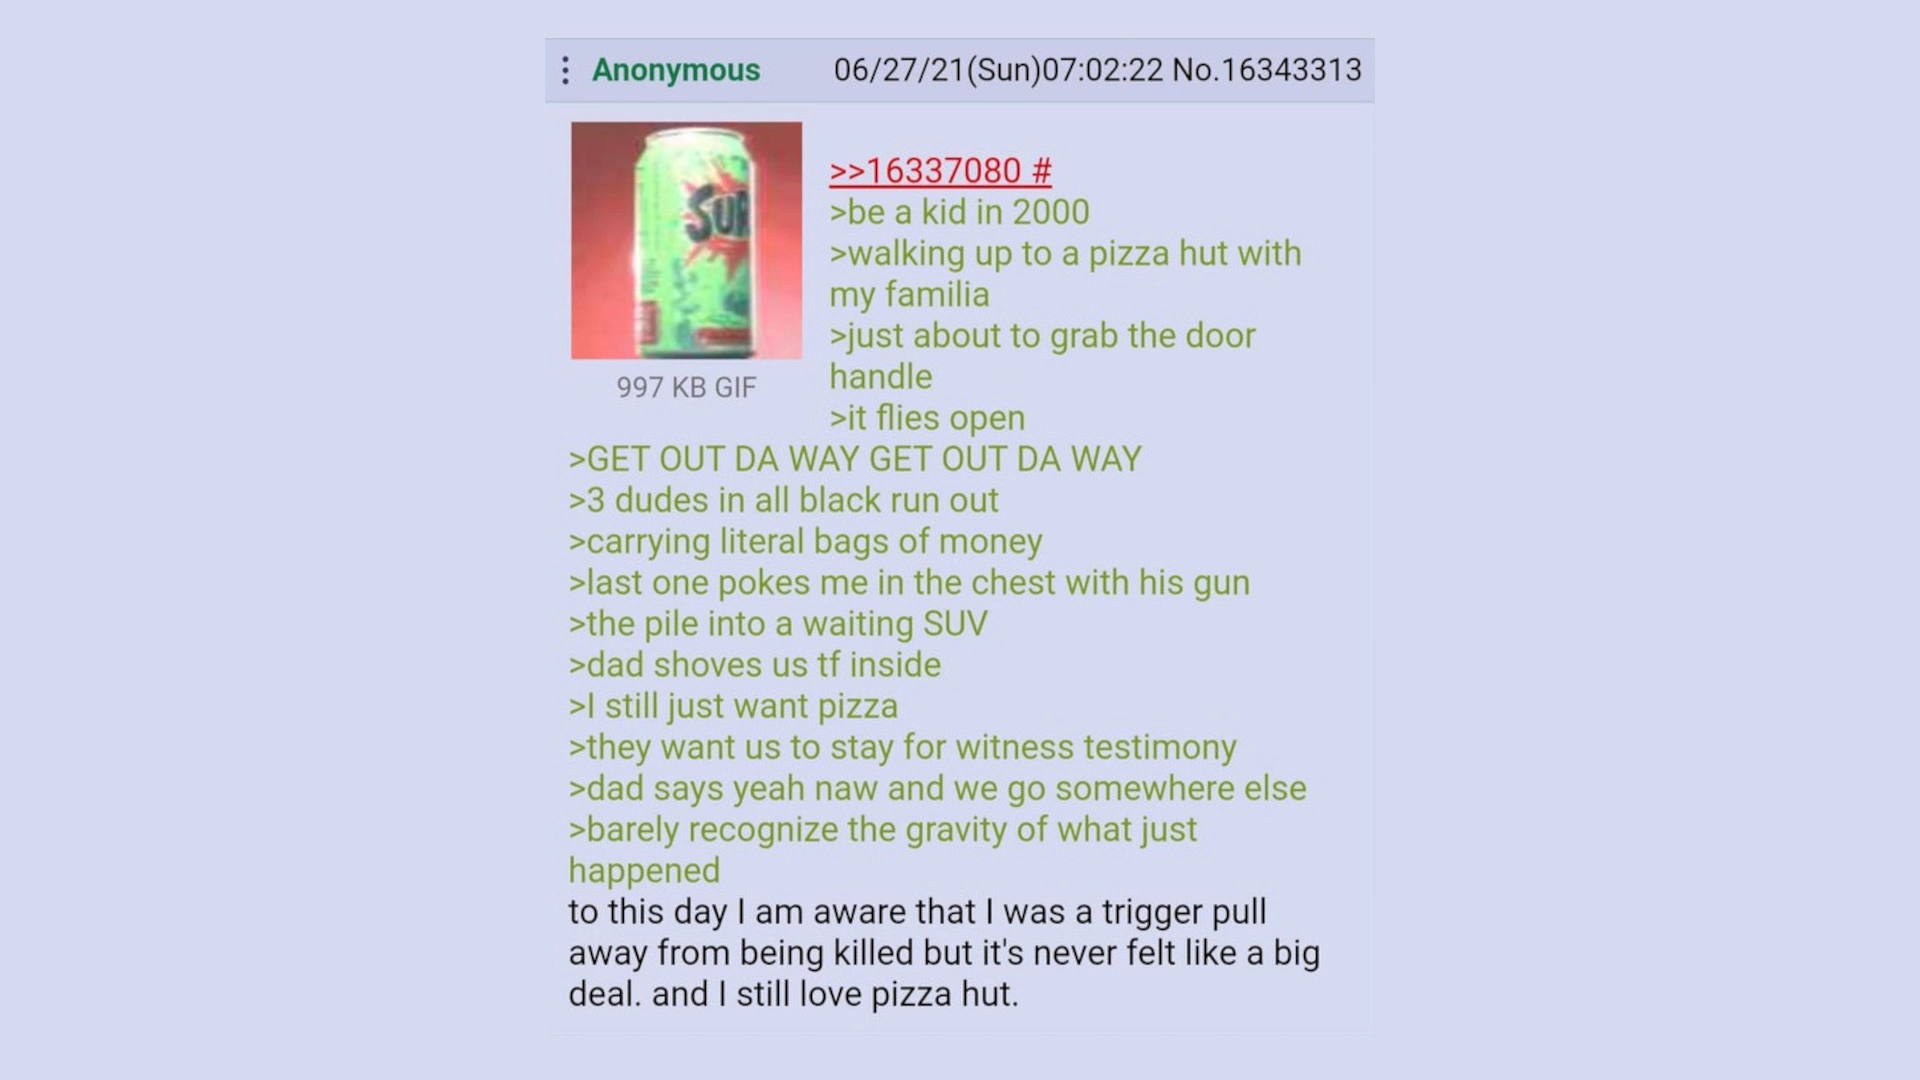 Anonymous 06/27/21(Sun)07:02:22 No.16343313
>>16337080 #
>be a kid in 2000
>walking up to a pizza hut with
my familia
>just about to grab the door
handle
>it flies open
997 KB GIF
>GET OUT DA WAY GET OUT DA WAY
>3 dudes in all black run out
>carrying literal bags of money
>last one pokes me in the chest with his gun
>the pile into a waiting SUV
>dad shoves us tf inside
>I still just want pizza
>they want us to stay for witness testimony
>dad says yeah naw and we go somewhere else
>barely recognize the gravity of what just
happened
to this day I am aware that I was a trigger pull
away from being killed but it's never felt like a big
deal. and I still love pizza hut.